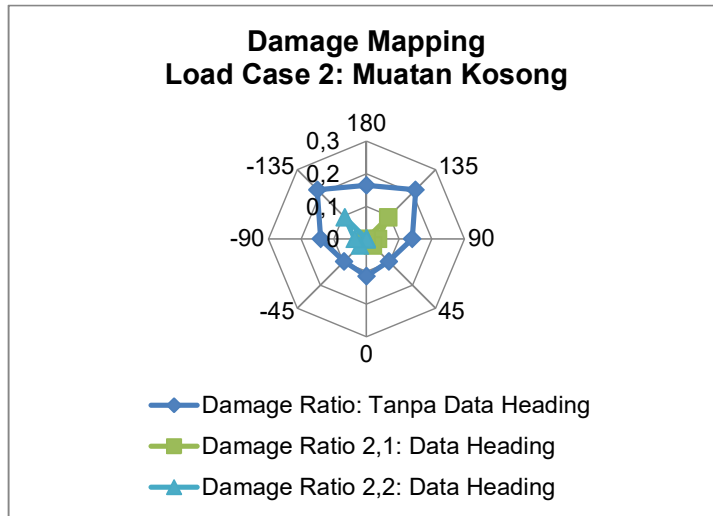 Damage Mapping
Load Case 2: Muatan Kosong
180
0,3
-135
135
0,2
0,1
-90
0
90
-45
45
0
Damage Ratio: Tanpa Data Heading
Damage Ratio 2,1: Data Heading
Damage Ratio 2,2: Data Heading